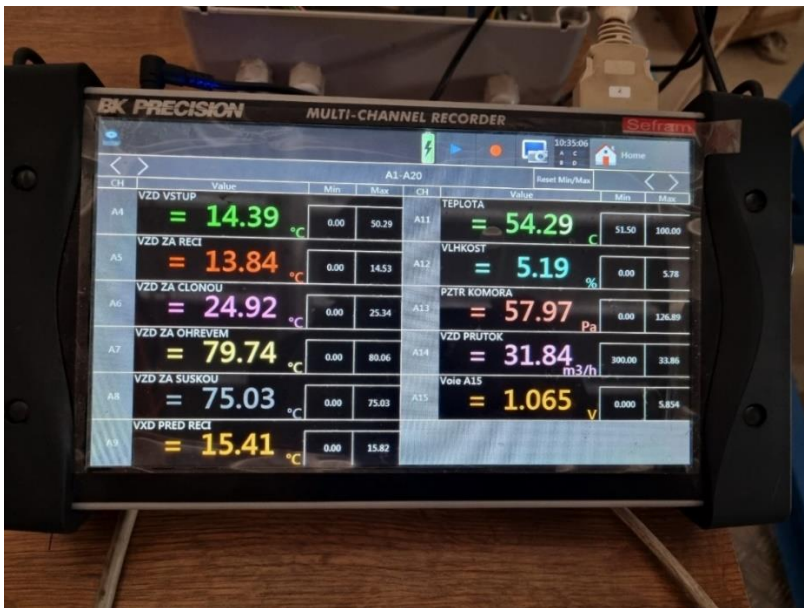 BK PRECISION MULTI-CHANNEL RECORDER Sefram
10:35:06
A C
B D
Home
A1-A20 Reset Min/Max
CH Value Min Max CH Value Min Max
A4 VZD VSTUP = 14.39 °C 0.00 50.29
A5 VZD ZA RECI = 13.84 °C 0.00 14.53
A6 VZD ZA CLONOU = 24.92 °C 0.00 25.34
A7 VZD ZA OHREVEM = 79.74 °C 0.00 80.06
A8 VZD ZA SUSKOU = 75.03 °C 0.00 75.03
A9 VXD PRED RECI = 15.41 °C 0.00 15.82
A11 TEPLOTA = 54.29 C 51.50 100.00
A12 VLHKOST = 5.19 % 0.00 5.78
A13 PZTR KOMORA = 57.97 Pa 0.00 126.89
A14 VZD PRUTOK = 31.84 m3/h 300.00 33.86
A15 Voie A15 = 1.065 V 0.000 5.854